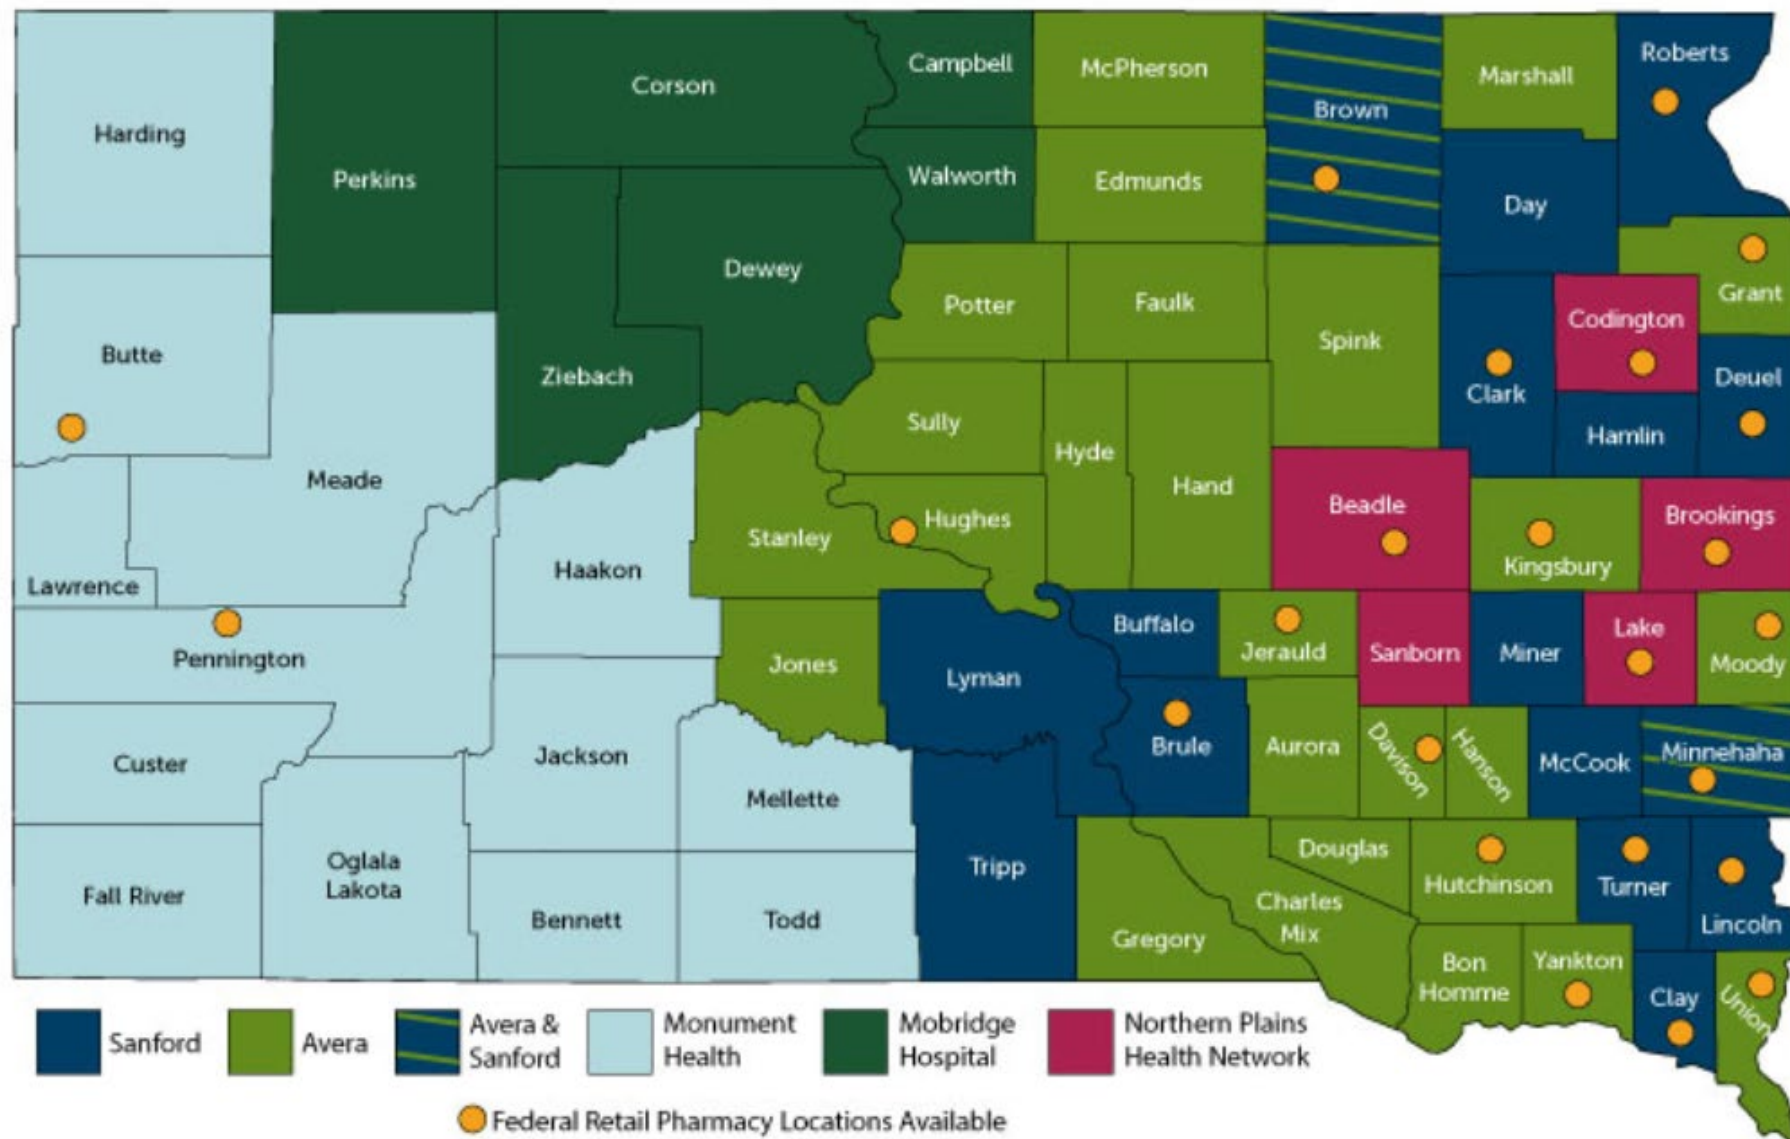 Harding
Perkins
Corson
Campbell
McPherson
Brown
Marshall
Roberts
Walworth
Edmunds
Day
Dewey
Butte
Ziebach
Potter
Faulk
Spink
Grant
Codington
Clark
Deuel
Hamlin
Meade
Sully
Hyde
Hand
Hughes
Stanley
Beadle
Kingsbury
Brookings
Lawrence
Haakon
Pennington
Jones
Lyman
Buffalo
Jerauld
Sanborn
Miner
Lake
Moody
Custer
Jackson
Mellette
Brule
Aurora
Davison
Hanson
McCook
Minnehaha
Fall River
Oglala
Lakota
Bennett
Todd
Tripp
Gregory
Charles
Mix
Douglas
Hutchinson
Turner
Lincoln
Bon
Homme
Yankton
Clay
Union
Sanford
Avera
Avera &
Sanford
Monument
Health
Mobridge
Hospital
Northern Plains
Health Network
Federal Retail Pharmacy Locations Available